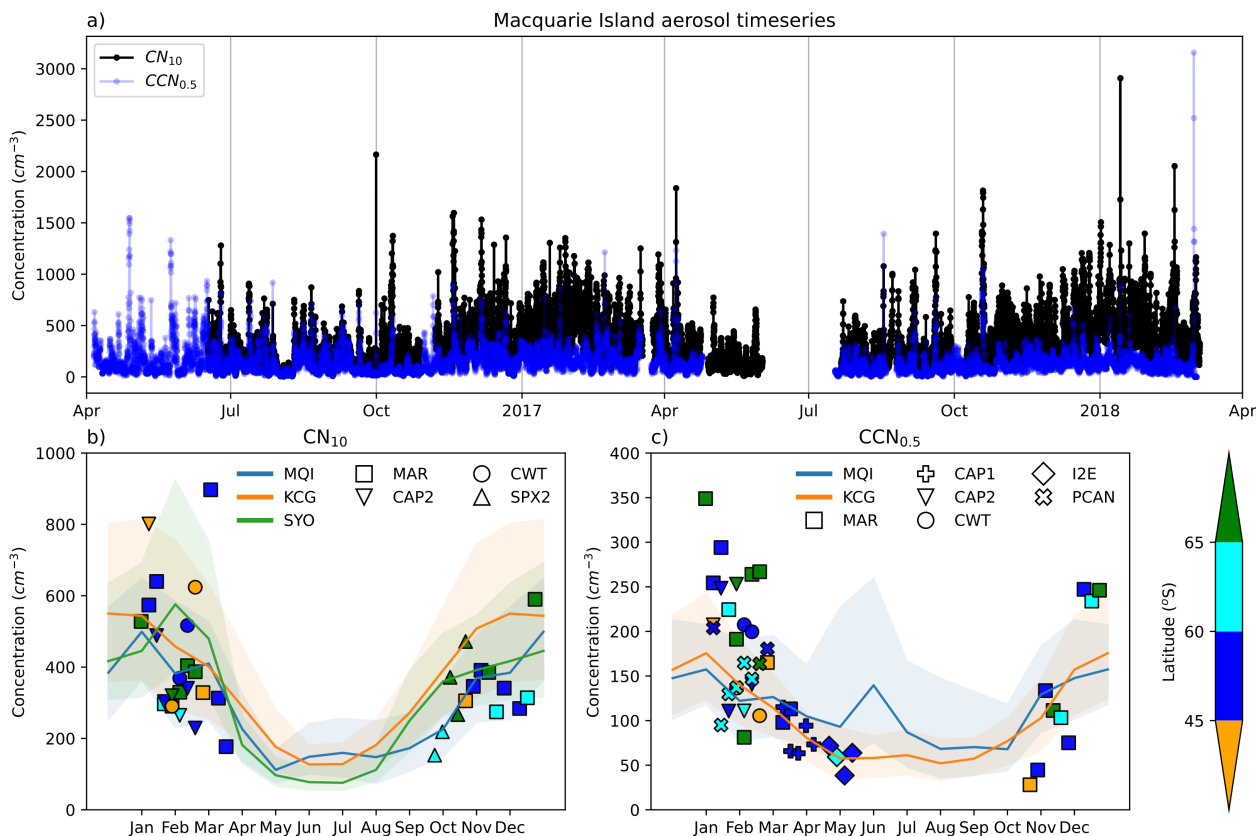 a) Macquarie Island aerosol timeseries
CN10
CCN0.5
Concentration (cm−3)
3000
2500
2000
1500
1000
500
0
Apr Jul Oct 2017 Apr Jul Oct 2018 Apr
b) CN10
MQI MAR CWT
KCG CAP2 SPX2
SYO
Concentration (cm−3)
1000
800
600
400
200
0
Jan Feb Mar Apr May Jun Jul Aug Sep Oct Nov Dec
c) CCN0.5
MQI CAP1 I2E
KCG CAP2 PCAN
MAR CWT
Concentration (cm−3)
400
350
300
250
200
150
100
50
0
Jan Feb Mar Apr May Jun Jul Aug Sep Oct Nov Dec
Latitude (°S)
65
60
45